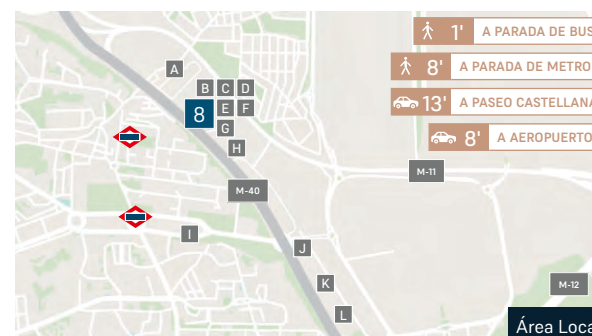 1' A PARADA DE BUS
8' A PARADA DE METRO
13' A PASEO CASTELLANA
8' A AEROPUERTO
A
B C D
8 E F
G
H
M-11
M-40
I
J
K
M-12
L
Área Loca